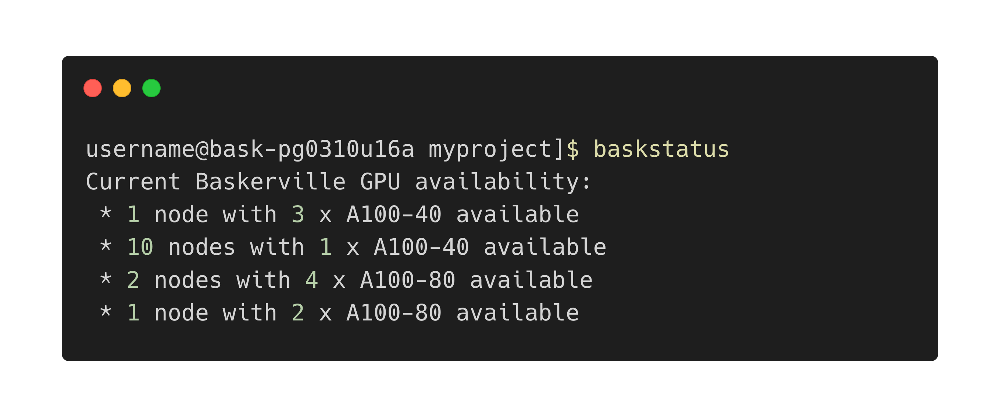 username@bask-pg0310u16a myproject]$ baskstatus
Current Baskerville GPU availability:
 * 1 node with 3 x A100-40 available
 * 10 nodes with 1 x A100-40 available
 * 2 nodes with 4 x A100-80 available
 * 1 node with 2 x A100-80 available